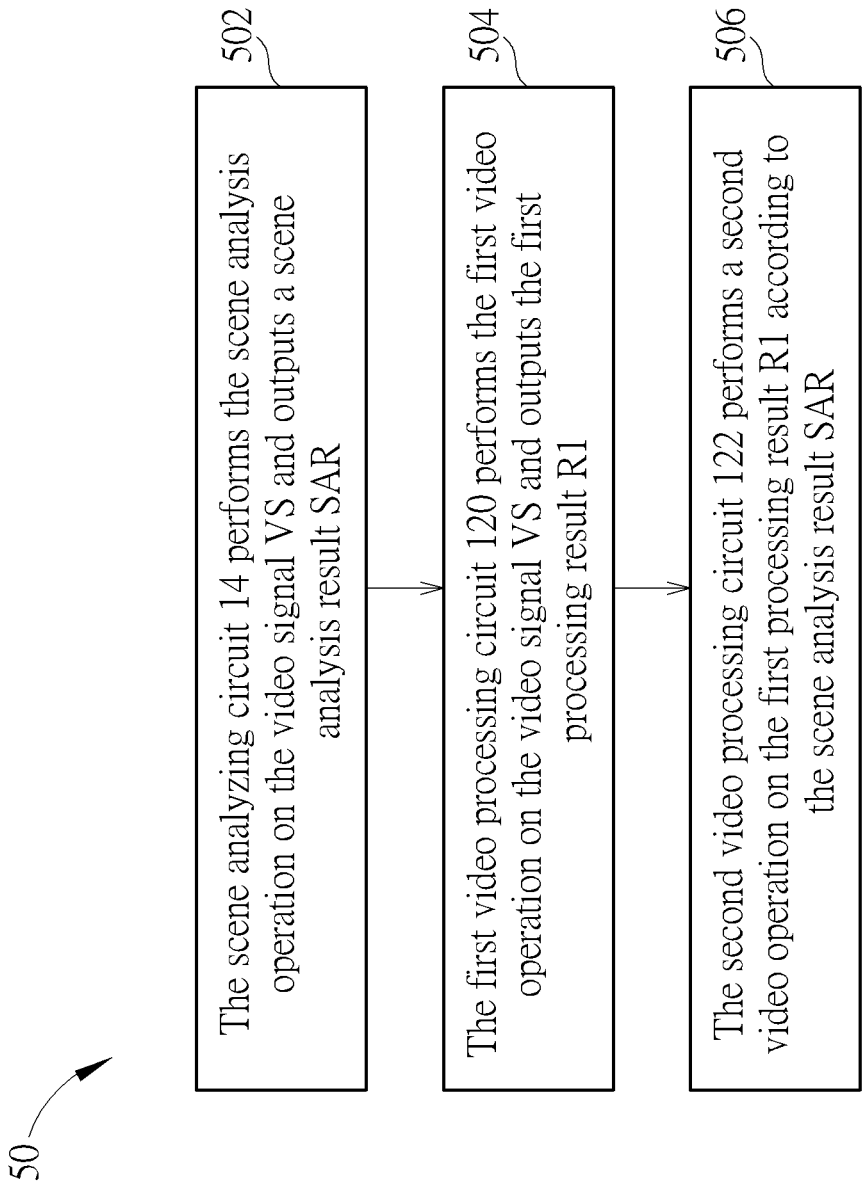 50
The scene analyzing circuit 14 performs the scene analysis
operation on the video signal VS and outputs a scene
analysis result SAR
502
The first video processing circuit 120 performs the first video
operation on the video signal VS and outputs the first
processing result R1
504
The second video processing circuit 122 performs a second
video operation on the first processing result R1 according to
the scene analysis result SAR
506